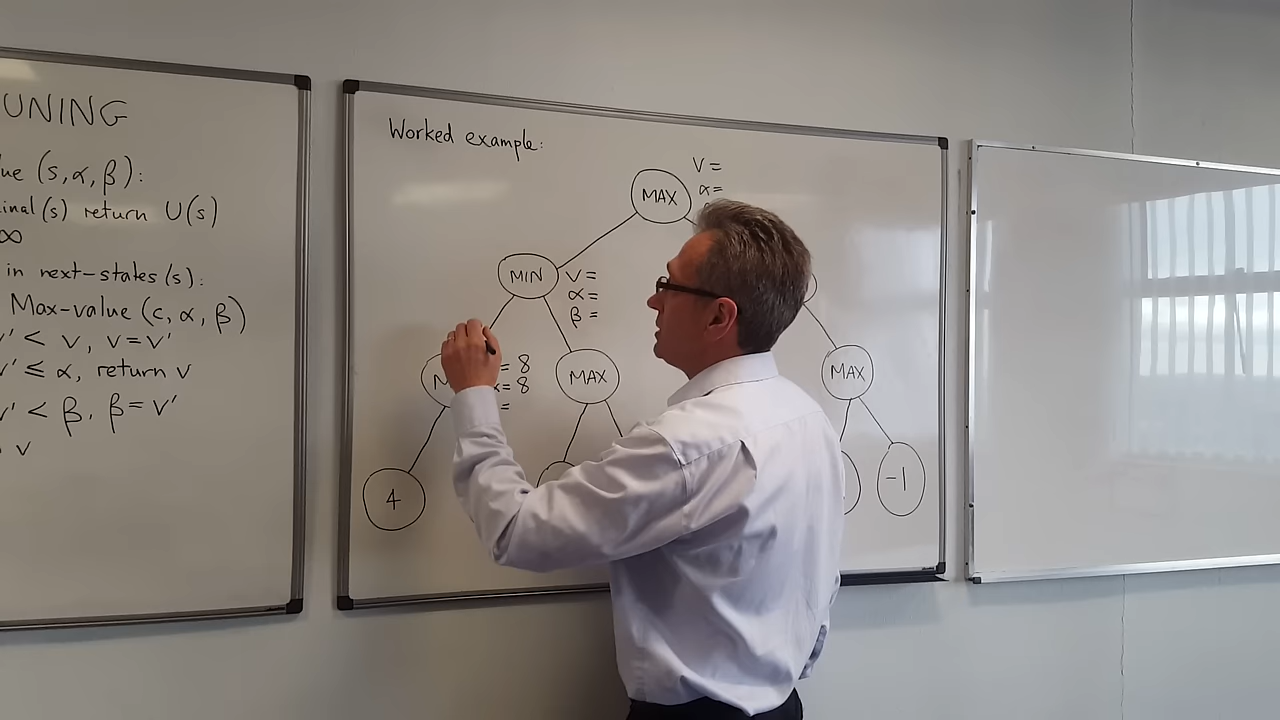 UNING
ue (s, α, β):
inal (s) return U(s)
∞
in next-states (s):
Max-value (c, α, β)
v' < v, v = v'
v' ≤ α, return v
v' < β, β = v'
v
Worked example:
V =
α =
MAX
MIN
V =
α =
β =
= 8
α = 8
=
MAX
MAX
4
-1